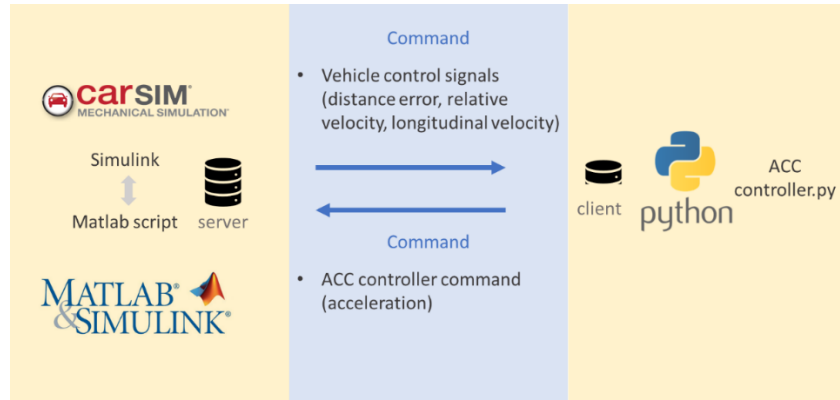 carSIM®
MECHANICAL SIMULATION®
Simulink
Matlab script
server
MATLAB®
&SIMULINK®
Command
• Vehicle control signals
(distance error, relative
velocity, longitudinal velocity)
Command
• ACC controller command
(acceleration)
client
python
ACC
controller.py